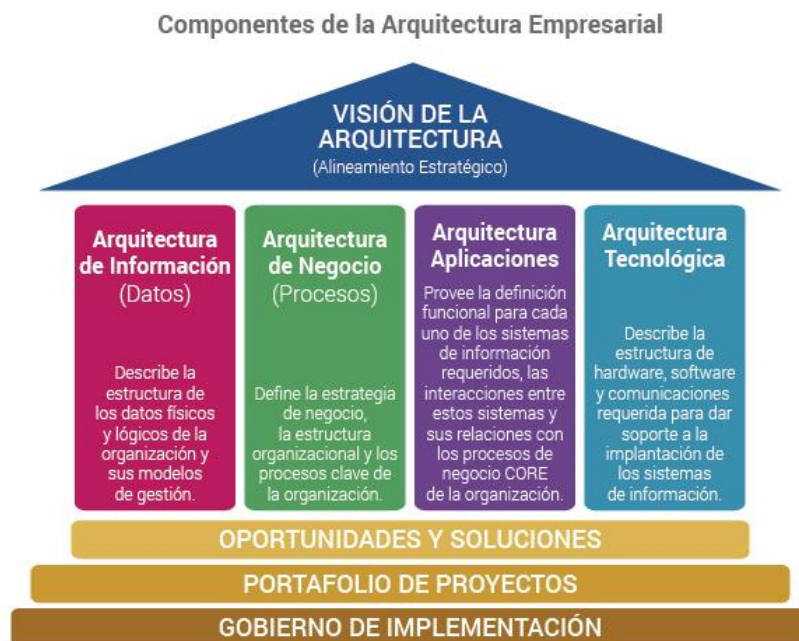 Componentes de la Arquitectura Empresarial
VISIÓN DE LA
ARQUITECTURA
(Alineamiento Estratégico)
Arquitectura
de Información
(Datos)
Describe la
estructura de
los datos físicos
y lógicos de la
organización y
sus modelos
de gestión.
Arquitectura
de Negocio
(Procesos)
Define la estrategia
de negocio,
la estructura
organizacional y los
procesos clave de
la organización.
Arquitectura
Aplicaciones
Provee la definición
funcional para cada
uno de los sistemas
de información
requeridos, las
interacciones entre
estos sistemas y
sus relaciones con
los procesos de
negocio CORE
de la organización.
Arquitectura
Tecnológica
Describe la
estructura de
hardware, software
y comunicaciones
requerida para dar
soporte a la
implantación de
los sistemas
de información.
OPORTUNIDADES Y SOLUCIONES
PORTAFOLIO DE PROYECTOS
GOBIERNO DE IMPLEMENTACIÓN